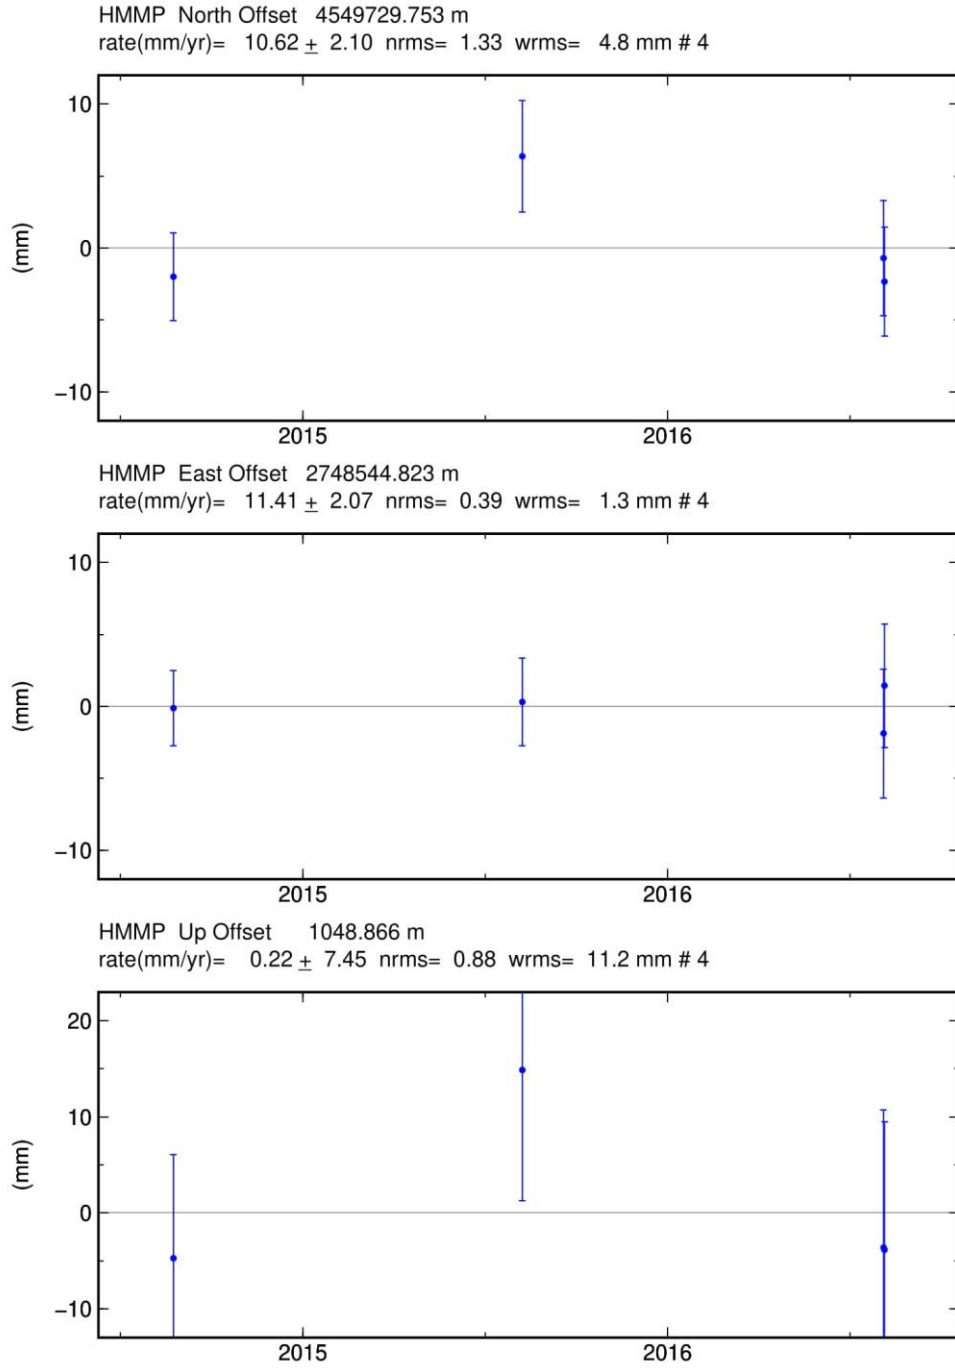 HMMP North Offset 4549729.753 m
rate(mm/yr)= 10.62 ± 2.10 nrms= 1.33 wrms= 4.8 mm # 4
10
0
−10
(mm)
2015 2016
HMMP East Offset 2748544.823 m
rate(mm/yr)= 11.41 ± 2.07 nrms= 0.39 wrms= 1.3 mm # 4
10
0
−10
(mm)
2015 2016
HMMP Up Offset 1048.866 m
rate(mm/yr)= 0.22 ± 7.45 nrms= 0.88 wrms= 11.2 mm # 4
20
10
0
−10
(mm)
2015 2016